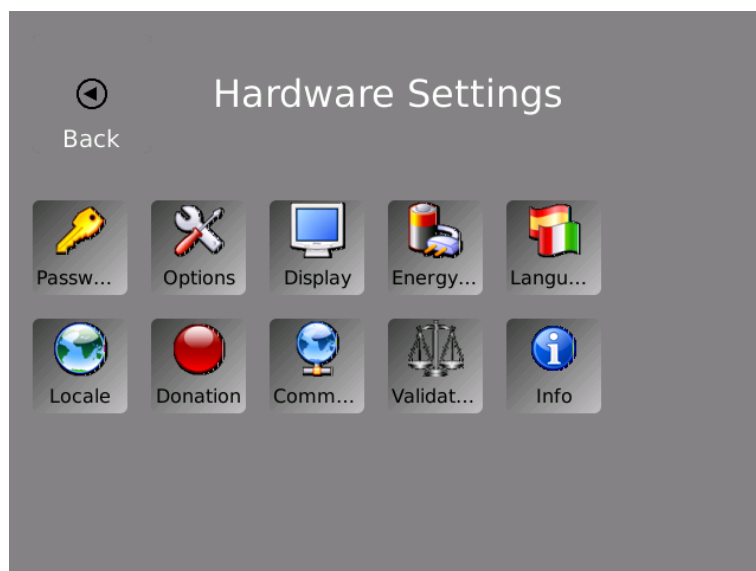 Hardware Settings
Back
Passw...
Options
Display
Energy...
Langu...
Locale
Donation
Comm...
Validat...
Info